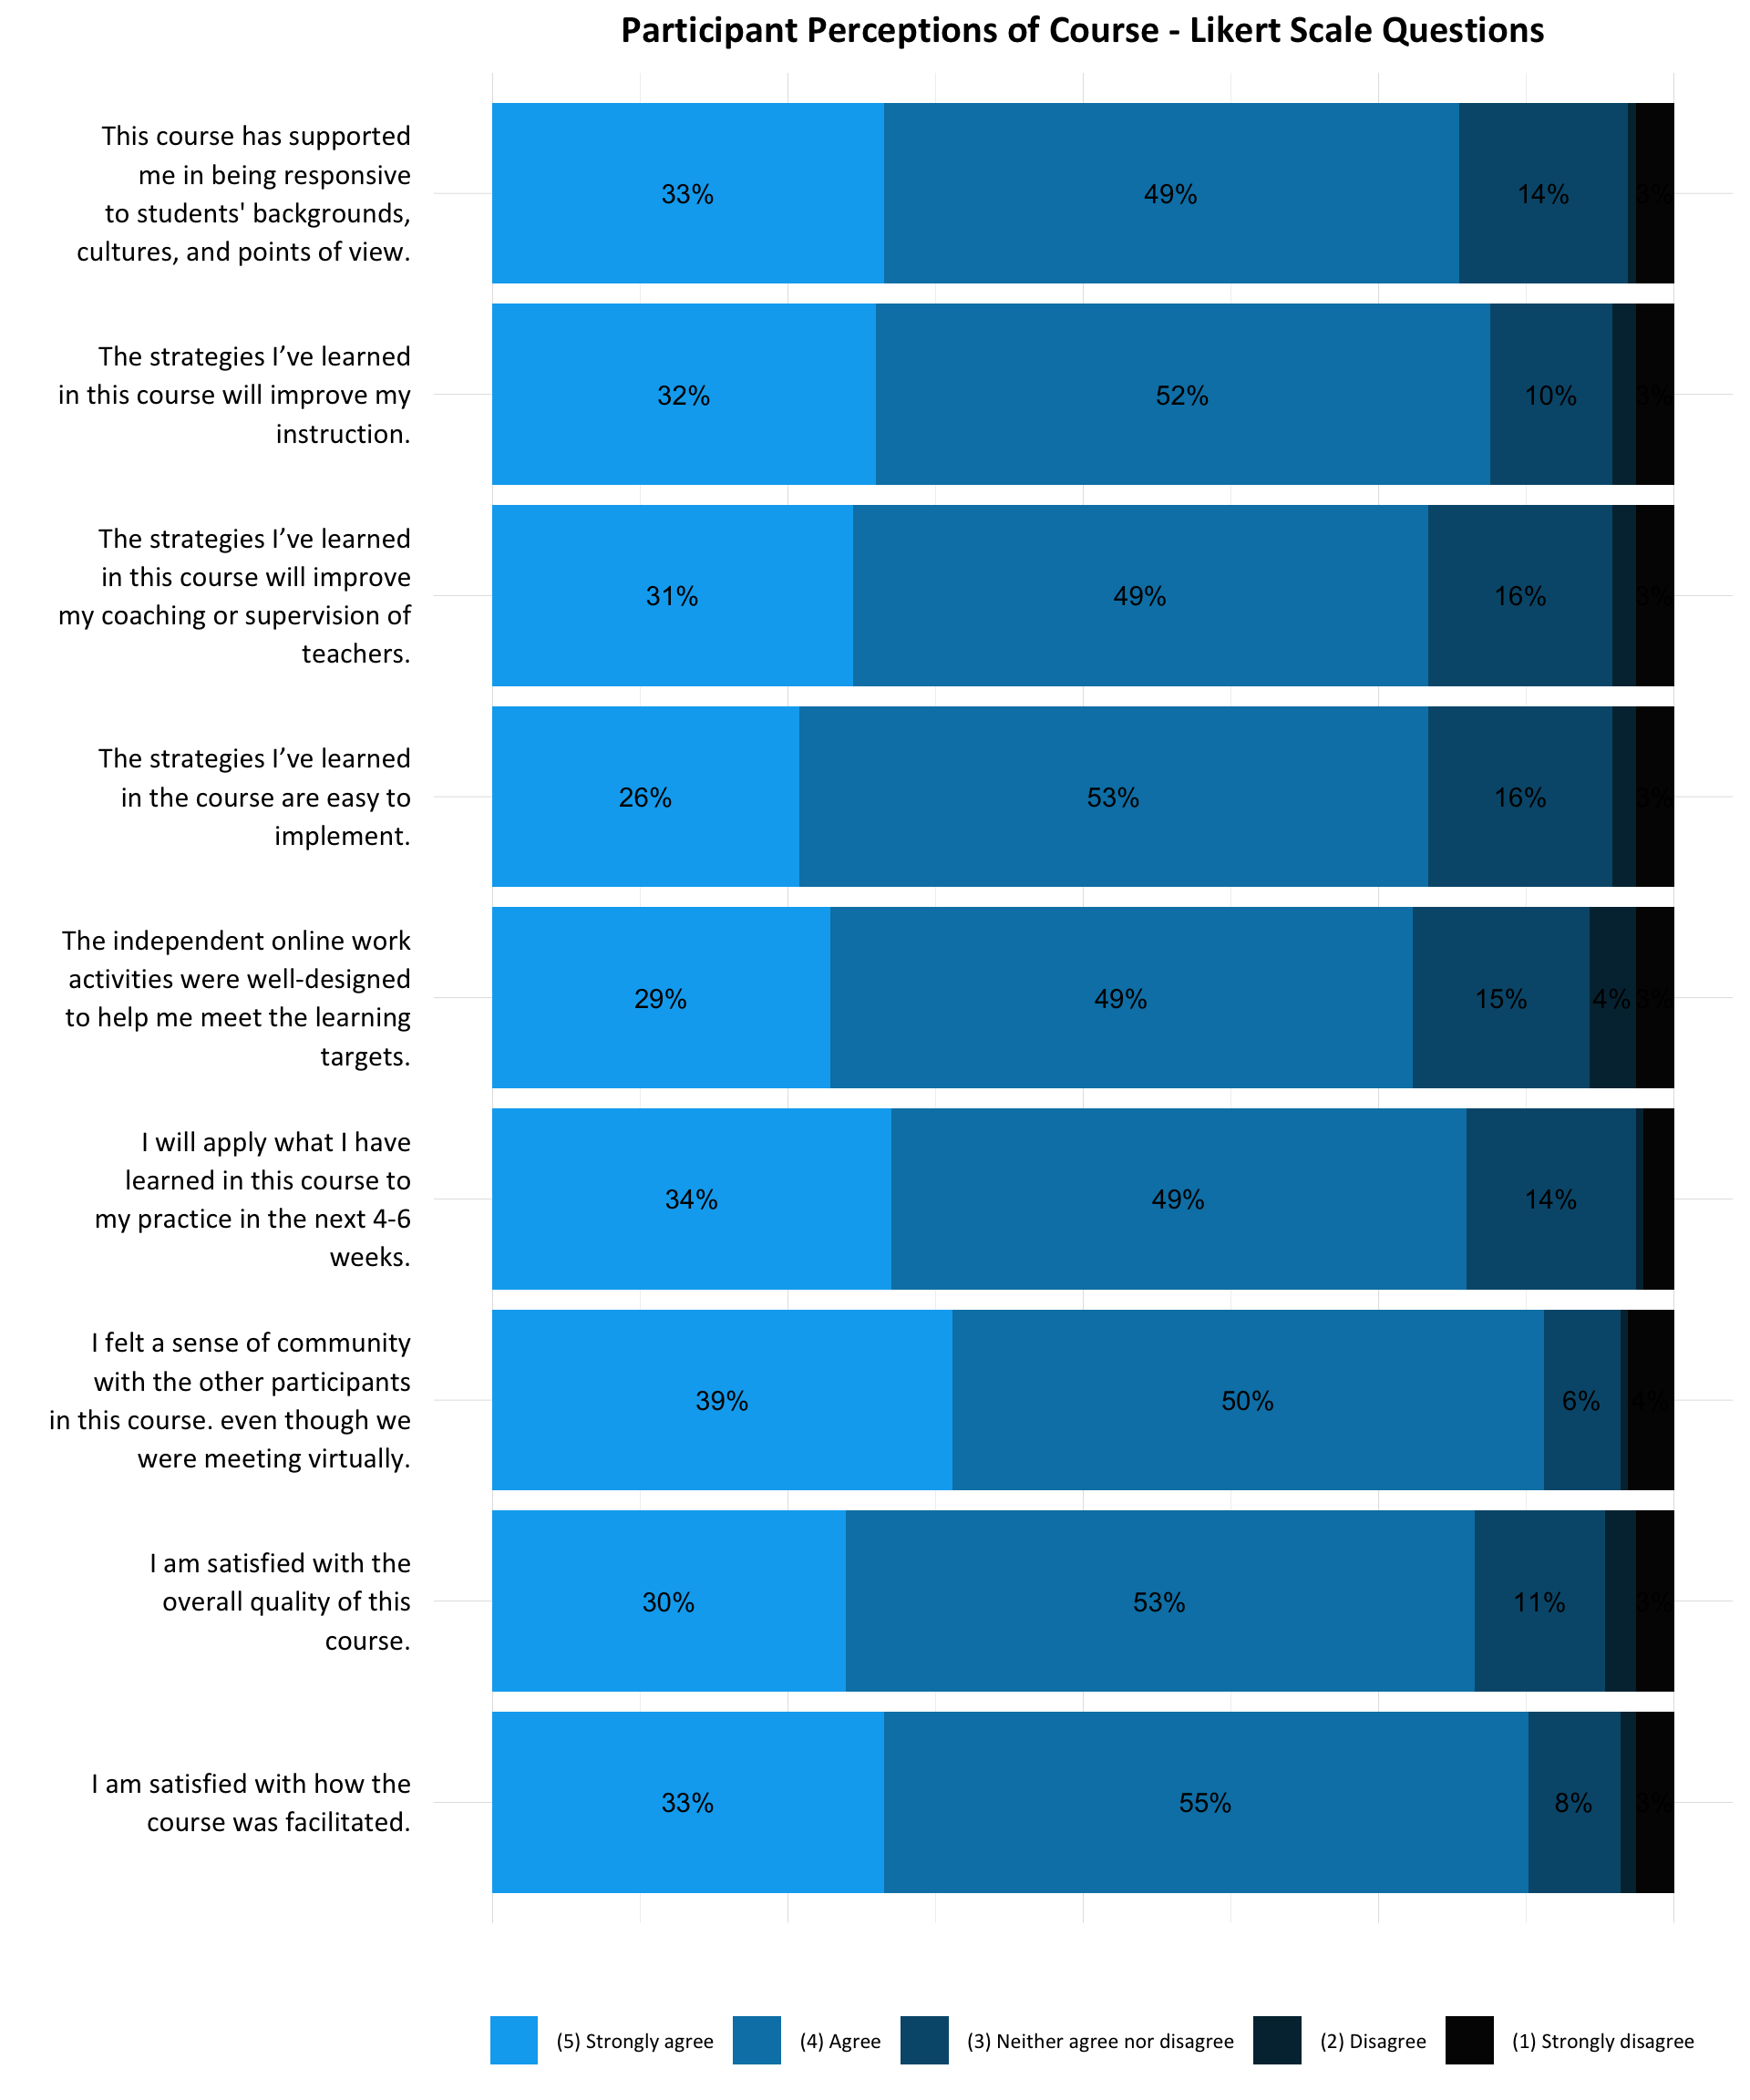 Participant Perceptions of Course - Likert Scale Questions
This course has supported
me in being responsive
to students' backgrounds,
cultures, and points of view.
33% 49% 14% 3%
The strategies I’ve learned
in this course will improve my
instruction.
32% 52% 10% 3%
The strategies I’ve learned
in this course will improve
my coaching or supervision of
teachers.
31% 49% 16% 3%
The strategies I’ve learned
in the course are easy to
implement.
26% 53% 16% 3%
The independent online work
activities were well-designed
to help me meet the learning
targets.
29% 49% 15% 4% 3%
I will apply what I have
learned in this course to
my practice in the next 4-6
weeks.
34% 49% 14%
I felt a sense of community
with the other participants
in this course. even though we
were meeting virtually.
39% 50% 6% 4%
I am satisfied with the
overall quality of this
course.
30% 53% 11% 3%
I am satisfied with how the
course was facilitated.
33% 55% 8% 3%
(5) Strongly agree (4) Agree (3) Neither agree nor disagree (2) Disagree (1) Strongly disagree